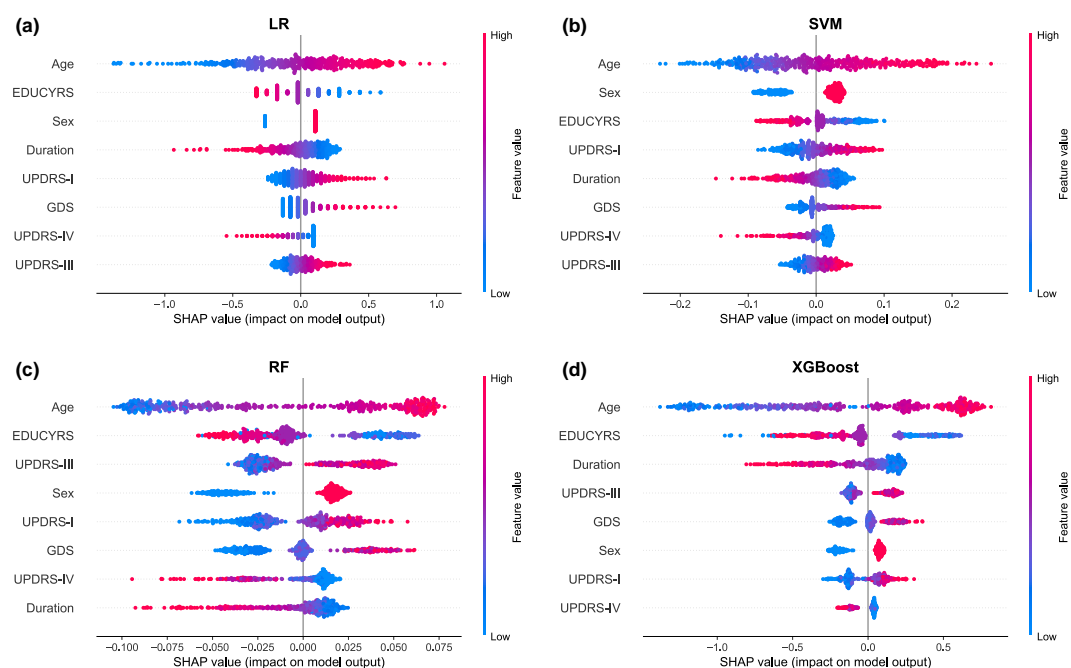 (a)
LR
High
Age
EDUCYRS
Sex
Duration
UPDRS-I
GDS
UPDRS-IV
UPDRS-III
Feature value
Low
−1.0 −0.5 0.0 0.5 1.0
SHAP value (impact on model output)
(b)
SVM
High
Age
Sex
EDUCYRS
UPDRS-I
Duration
GDS
UPDRS-IV
UPDRS-III
Feature value
Low
−0.2 −0.1 0.0 0.1 0.2
SHAP value (impact on model output)
(c)
RF
High
Age
EDUCYRS
UPDRS-III
Sex
UPDRS-I
GDS
UPDRS-IV
Duration
Feature value
Low
−0.100 −0.075 −0.050 −0.025 0.000 0.025 0.050 0.075
SHAP value (impact on model output)
(d)
XGBoost
High
Age
EDUCYRS
Duration
UPDRS-III
GDS
Sex
UPDRS-I
UPDRS-IV
Feature value
Low
−1.0 −0.5 0.0 0.5
SHAP value (impact on model output)